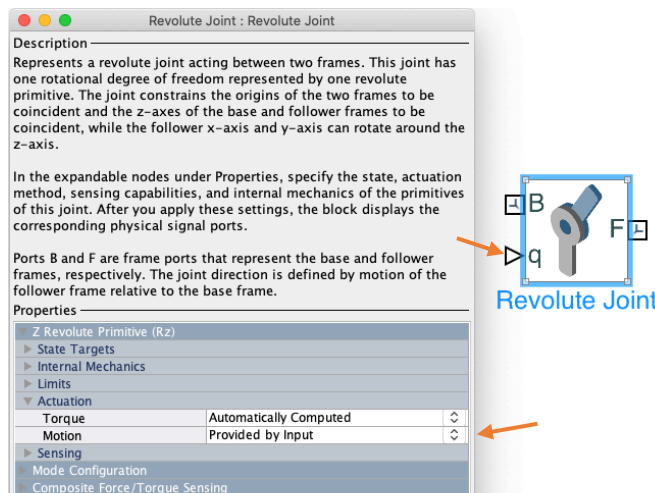 Revolute Joint : Revolute Joint
Description
Represents a revolute joint acting between two frames. This joint has
one rotational degree of freedom represented by one revolute
primitive. The joint constrains the origins of the two frames to be
coincident and the z-axes of the base and follower frames to be
coincident, while the follower x-axis and y-axis can rotate around the
z-axis.
In the expandable nodes under Properties, specify the state, actuation
method, sensing capabilities, and internal mechanics of the primitives
of this joint. After you apply these settings, the block displays the
corresponding physical signal ports.
Ports B and F are frame ports that represent the base and follower
frames, respectively. The joint direction is defined by motion of the
follower frame relative to the base frame.
Properties
Z Revolute Primitive (Rz)
State Targets
Internal Mechanics
Limits
Actuation
Torque Automatically Computed
Motion Provided by Input
Sensing
Mode Configuration
Composite Force/Torque Sensing
B
F
q
Revolute Joint